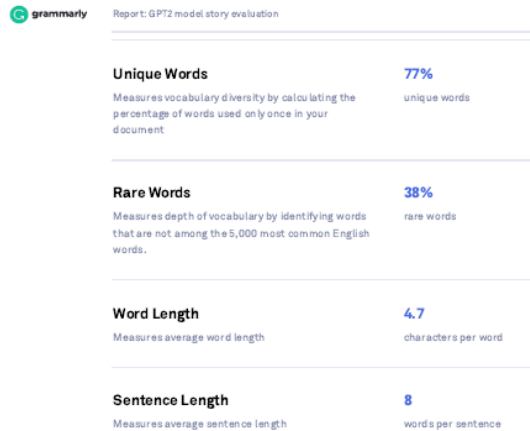 grammarly Report: GPT2 model story evaluation
Unique Words 77%
Measures vocabulary diversity by calculating the unique words
percentage of words used only once in your
document
Rare Words 38%
Measures depth of vocabulary by identifying words rare words
that are not among the 5,000 most common English
words.
Word Length 4.7
Measures average word length characters per word
Sentence Length 8
Measures average sentence length words per sentence